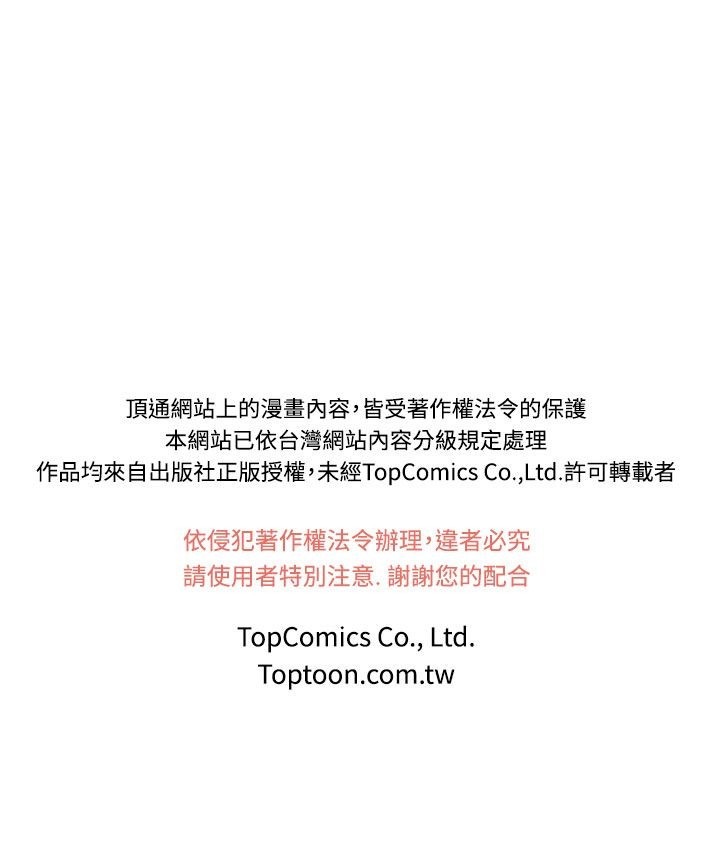 頂通網站上的漫畫內容,皆受著作權法令的保護
本網站已依台灣網站內容分級規定處理
作品均來自出版社正版授權,未經TopComics Co.,Ltd.許可轉載者
依侵犯著作權法令辦理,違者必究
請使用者特別注意. 謝謝您的配合
TopComics Co., Ltd.
Toptoon.com.tw